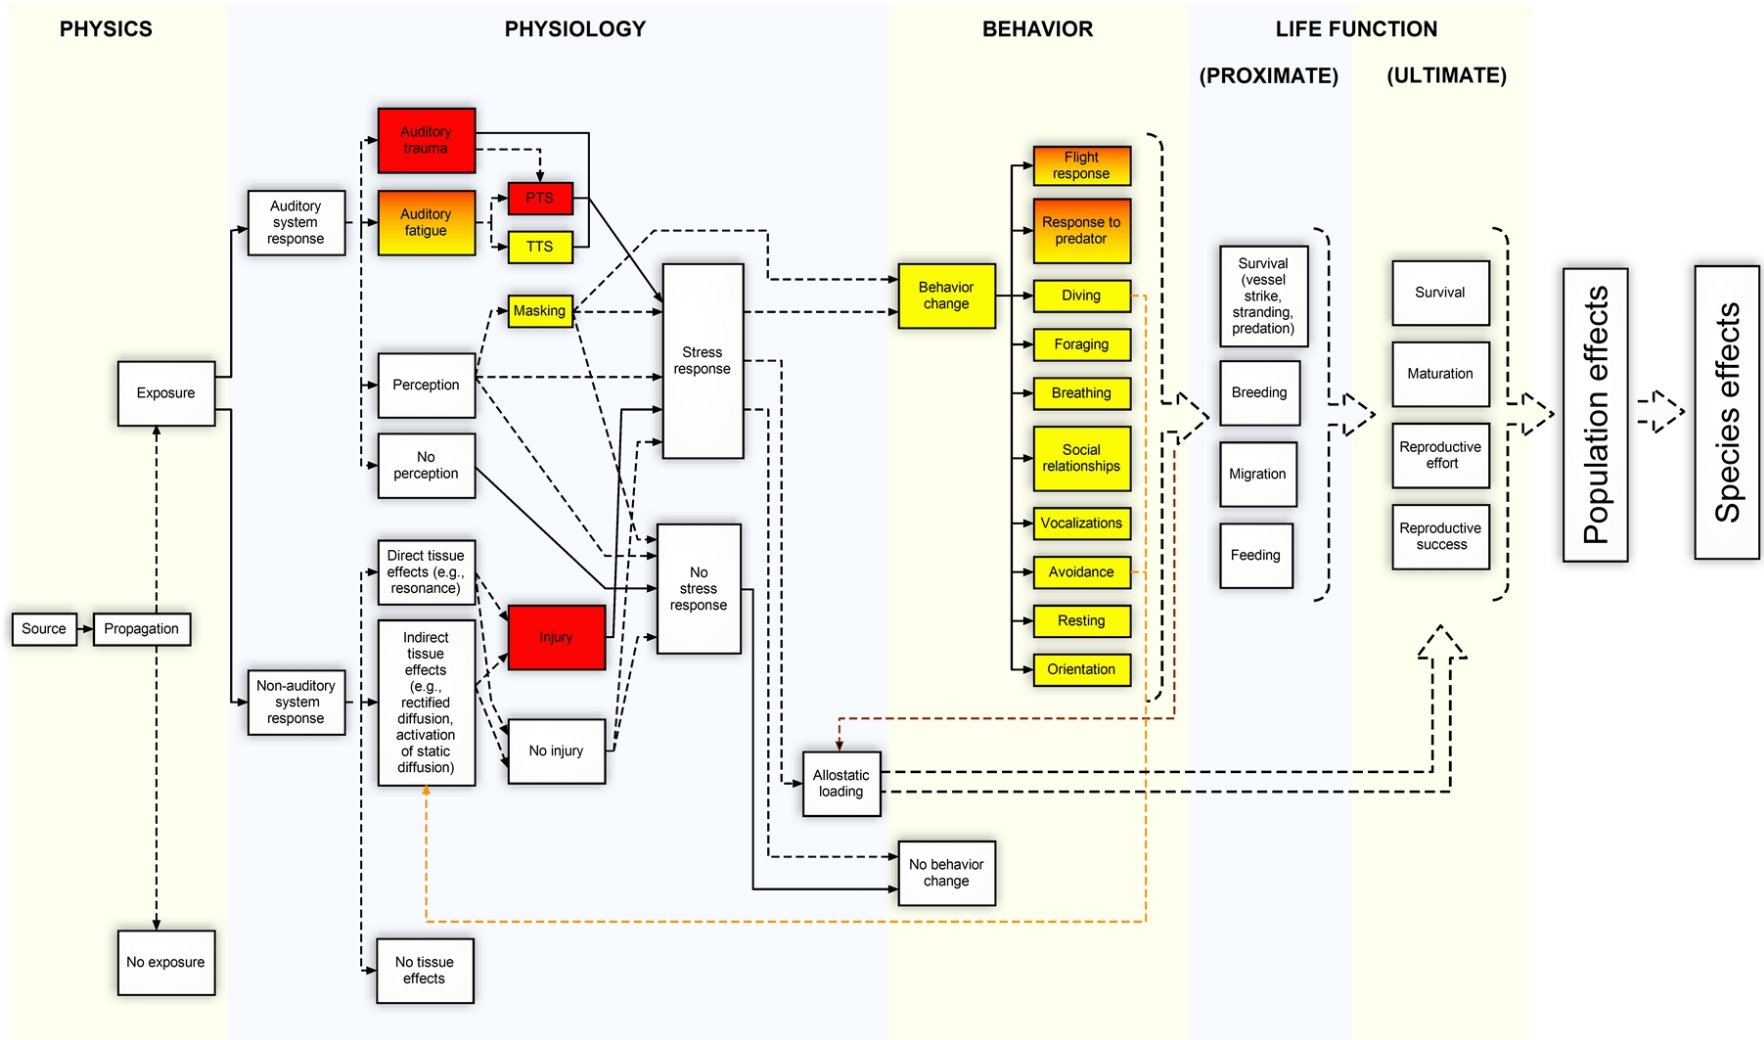 PHYSICS
PHYSIOLOGY
BEHAVIOR
LIFE FUNCTION
(PROXIMATE)
(ULTIMATE)
Source
Propagation
Exposure
No exposure
Auditory
system
response
Non-auditory
system
response
Auditory
trauma
Auditory
fatigue
PTS
TTS
Masking
Perception
No
perception
Direct tissue
effects (e.g.,
resonance)
Indirect
tissue
effects
(e.g.,
rectified
diffusion,
activation
of static
diffusion)
Injury
No injury
No tissue
effects
Stress
response
No
stress
response
Allostatic
loading
Behavior
change
No behavior
change
Flight
response
Response to
predator
Diving
Foraging
Breathing
Social
relationships
Vocalizations
Avoidance
Resting
Orientation
Survival
(vessel
strike,
stranding,
predation)
Breeding
Migration
Feeding
Survival
Maturation
Reproductive
effort
Reproductive
success
Population effects
Species effects